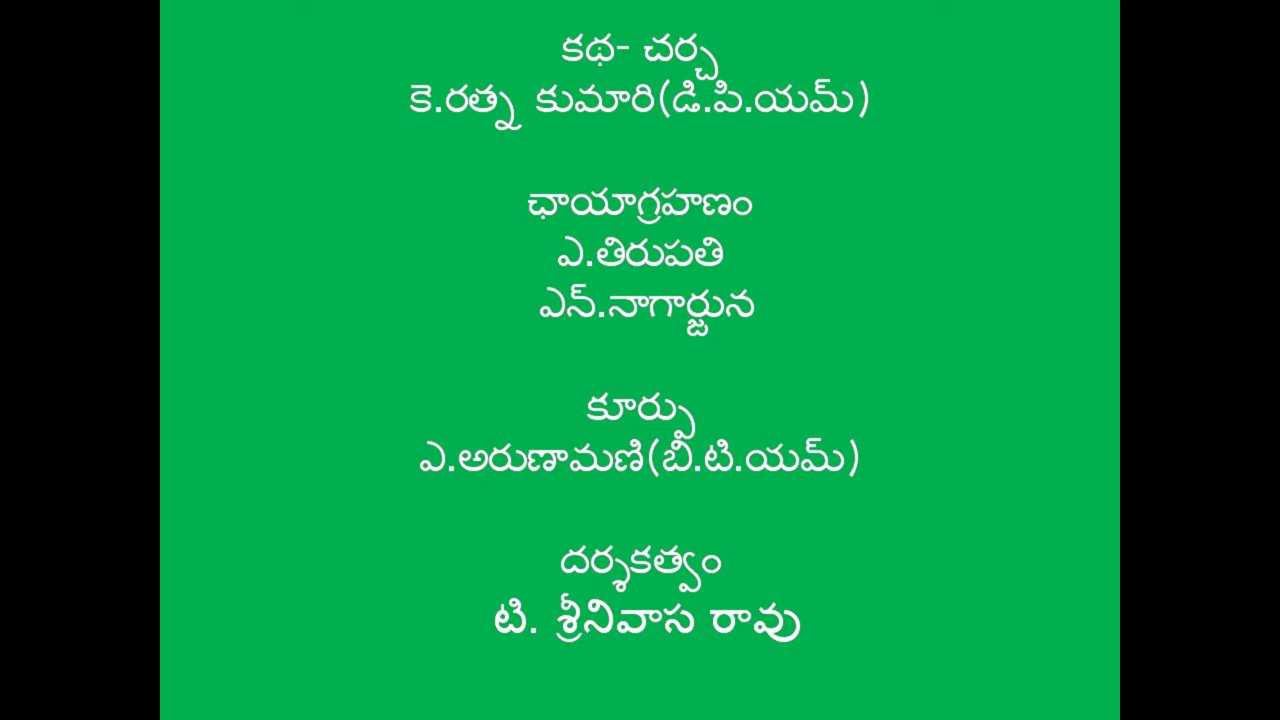 కథ- చర్చ
కె.రత్న కుమారి(డి.పి.యమ్)
ఛాయాగ్రహణం
ఎ.తిరుపతి
ఎన్.నాగార్జున
కూర్పు
ఎ.అరుణామణి(బి.టి.యమ్)
దర్శకత్వం
టి. శ్రీనివాస రావు